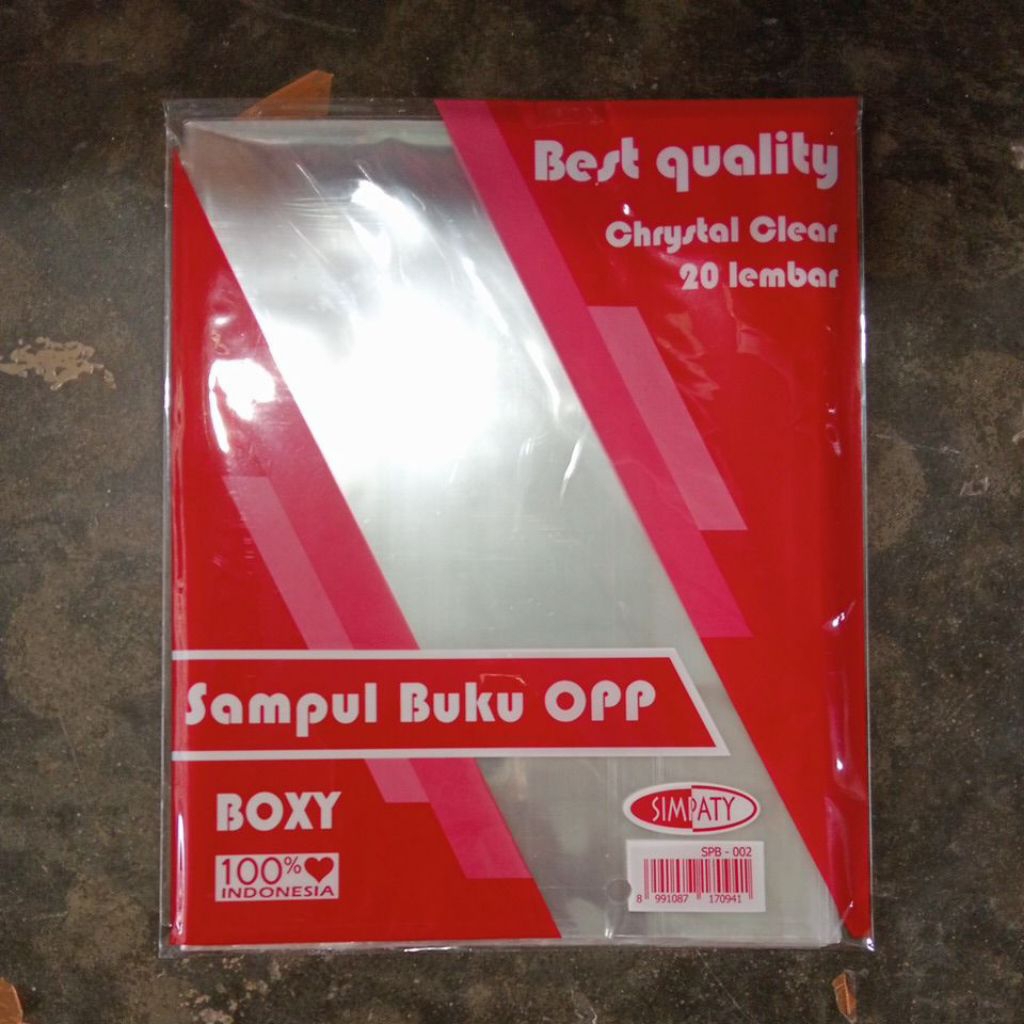 Best quality
Chrystal Clear
20 lembar
Sampul Buku OPP
BOXY
100%
INDONESIA
SIMPATY
SPB - 002
8 991087 170941